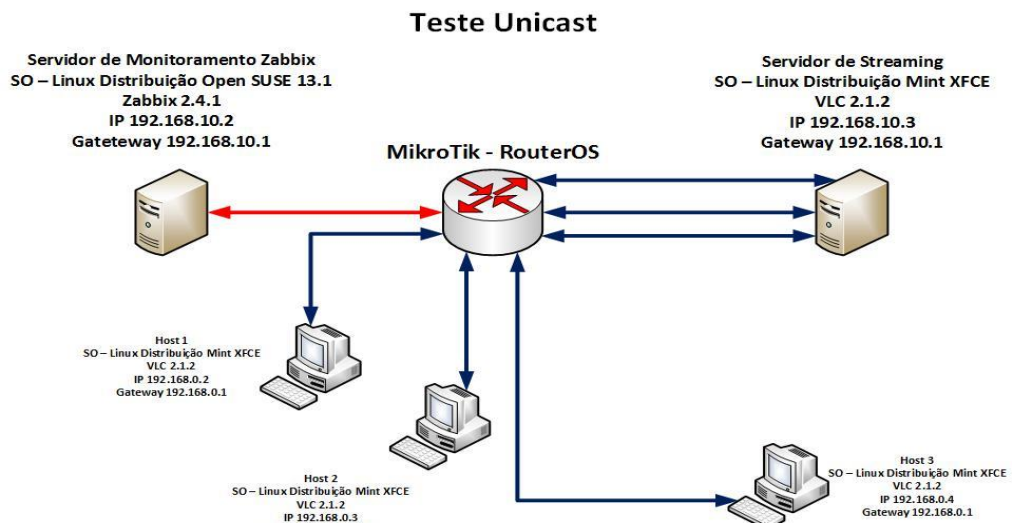 Teste Unicast
Servidor de Monitoramento Zabbix
SO – Linux Distribuição Open SUSE 13.1
Zabbix 2.4.1
IP 192.168.10.2
Gateteway 192.168.10.1
Servidor de Streaming
SO – Linux Distribuição Mint XFCE
VLC 2.1.2
IP 192.168.10.3
Gateway 192.168.10.1
MikroTik - RouterOS
Host 1
SO – Linux Distribuição Mint XFCE
VLC 2.1.2
IP 192.168.0.2
Gateway 192.168.0.1
Host 2
SO – Linux Distribuição Mint XFCE
VLC 2.1.2
IP 192.168.0.3
Host 3
SO – Linux Distribuição Mint XFCE
VLC 2.1.2
IP 192.168.0.4
Gateway 192.168.0.1